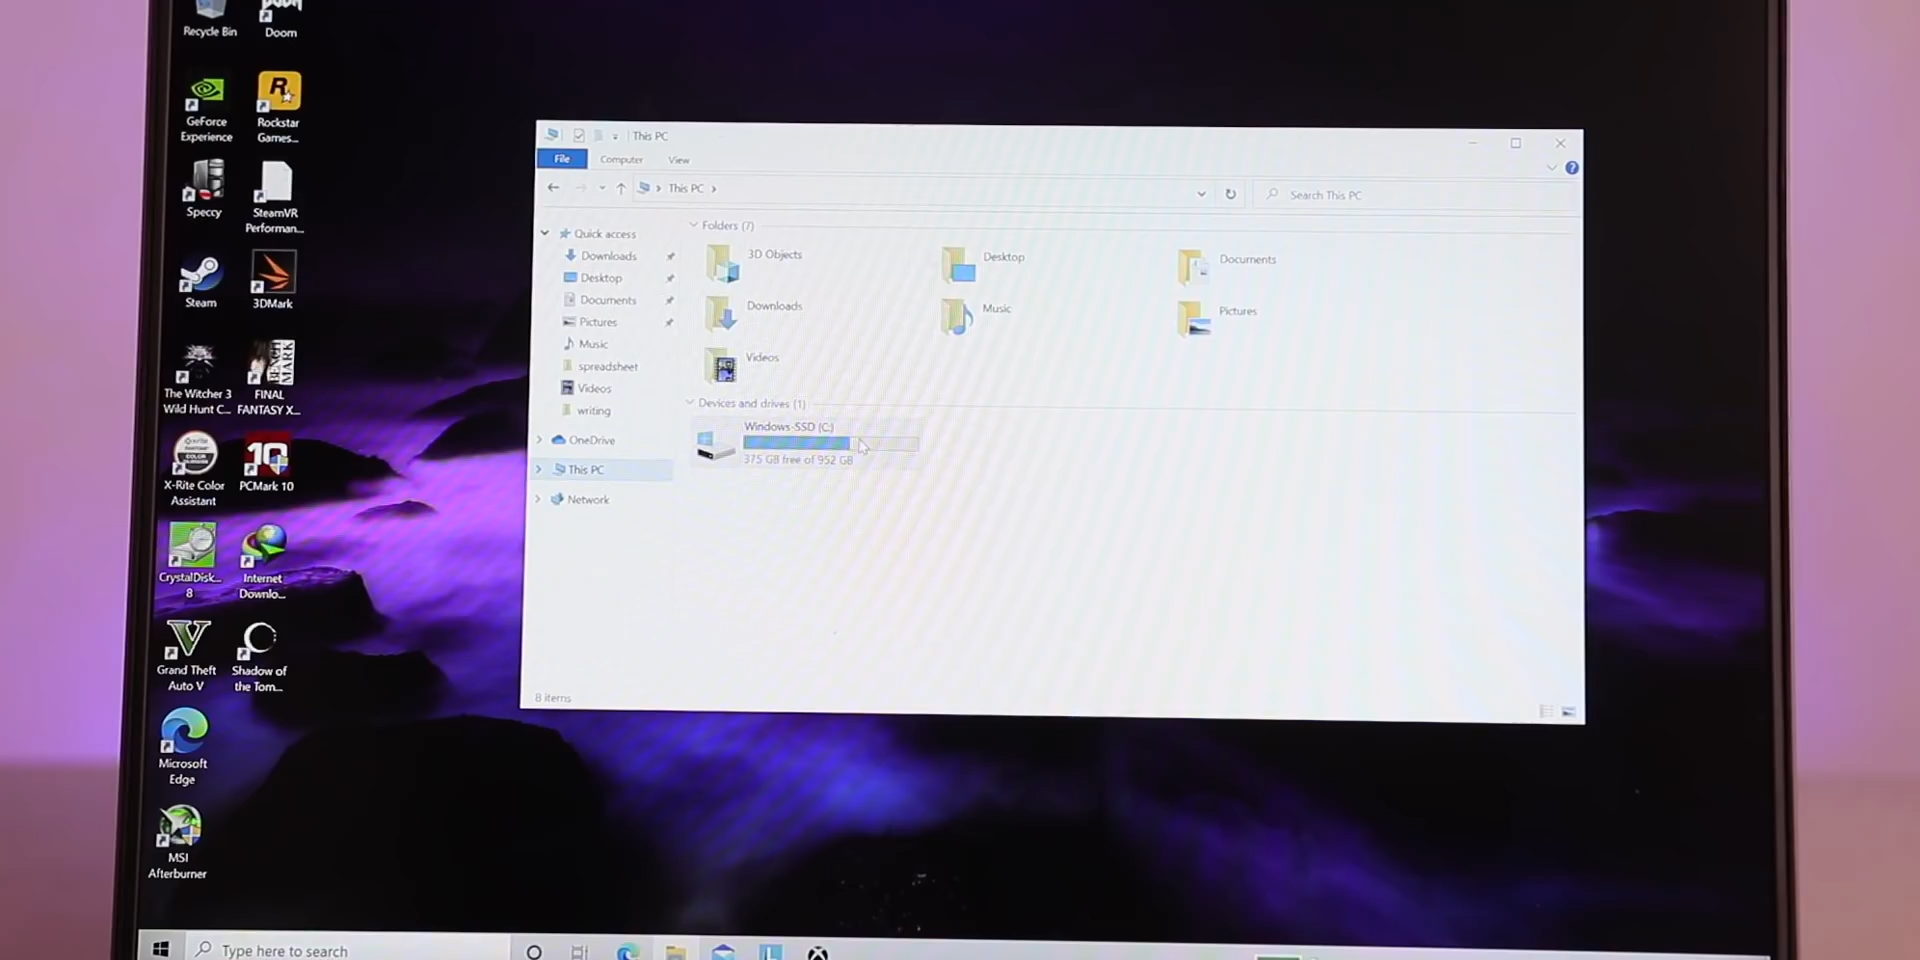 Recycle Bin
Doom
GeForce
Experience
Rockstar
Games...
Speccy
SteamVR
Performan...
Steam
3DMark
The Witcher 3
Wild Hunt C...
BENCH
MARK
FINAL
FANTASY X...
X-Rite Color
Assistant
10
PCMark 10
CrystalDisk...
8
Internet
Downlo...
V
Grand Theft
Auto V
Shadow of
the Tom...
Microsoft
Edge
MSI
Afterburner
This PC
File
Computer
View
This PC
Search This PC
Quick access
Downloads
Desktop
Documents
Pictures
Music
spreadsheet
Videos
writing
OneDrive
This PC
Network
Folders (7)
3D Objects
Desktop
Documents
Downloads
Music
Pictures
Videos
Devices and drives (1)
Windows-SSD (C:)
375 GB free of 952 GB
8 items
Type here to search